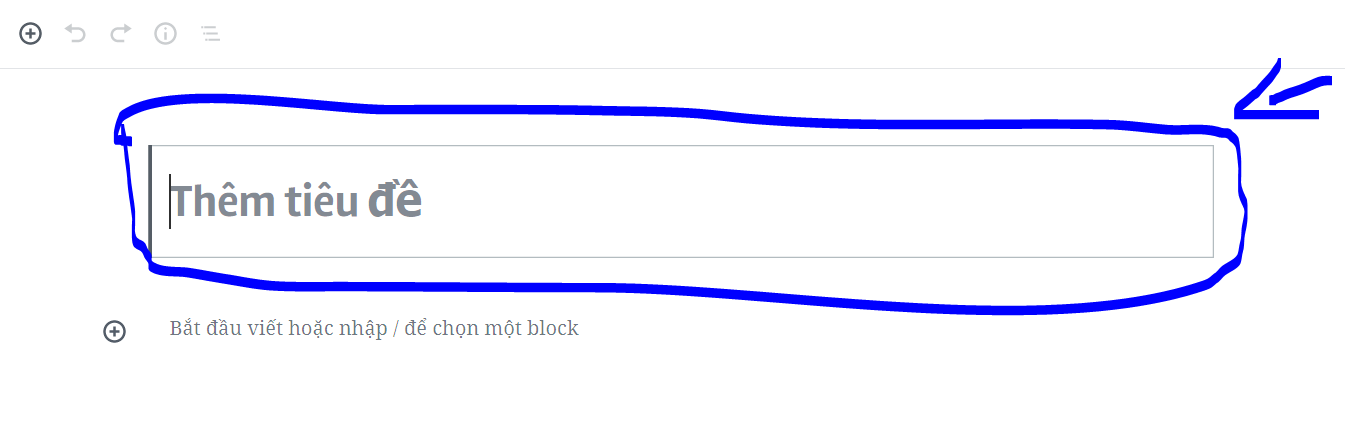 Thêm tiêu đề
Bắt đầu viết hoặc nhập / để chọn một block